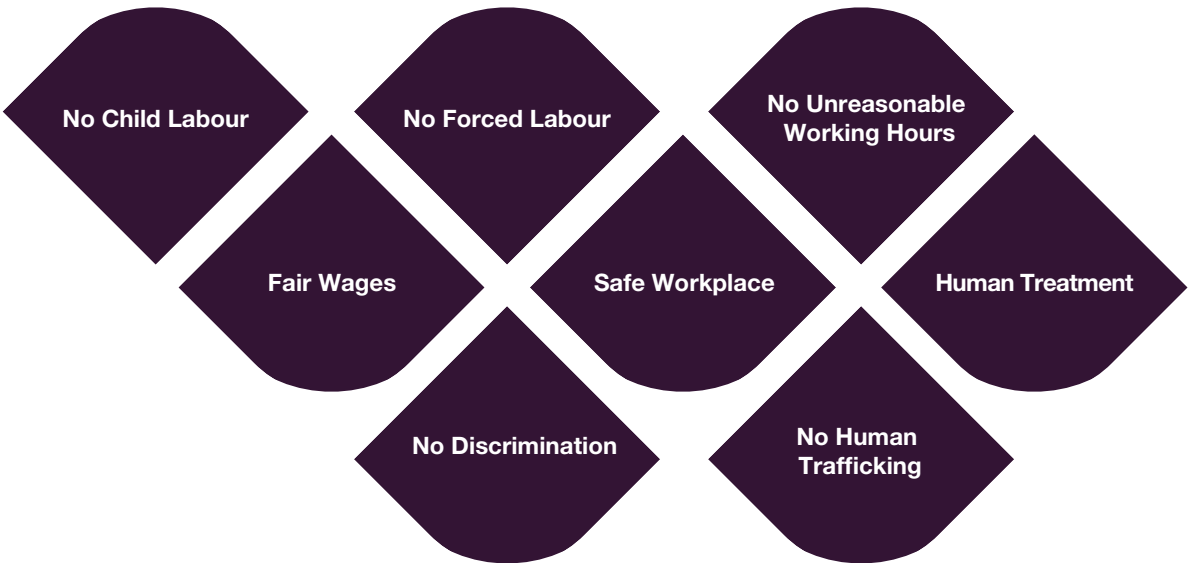 No Child Labour
No Forced Labour
No Unreasonable
Working Hours
Fair Wages
Safe Workplace
Human Treatment
No Discrimination
No Human
Trafficking